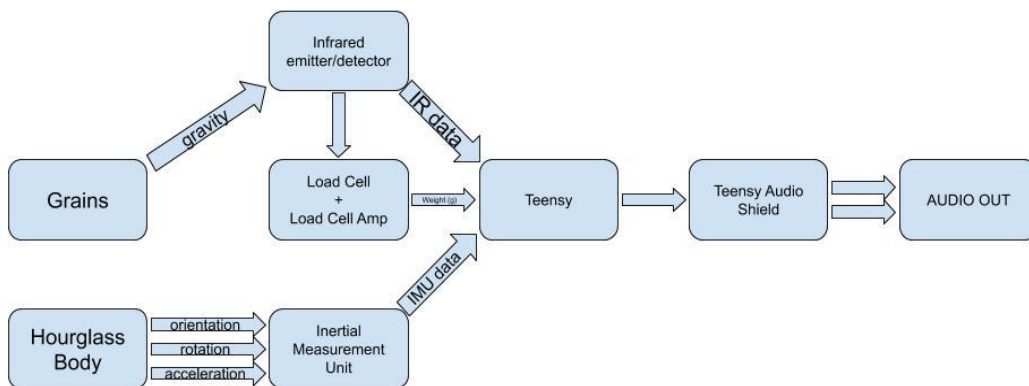 Infrared
emitter/detector
gravity
IR data
Grains
Load Cell
+
Load Cell Amp
Weight (g)
Teensy
Teensy Audio
Shield
AUDIO OUT
IMU data
Hourglass
Body
orientation
rotation
acceleration
Inertial
Measurement
Unit